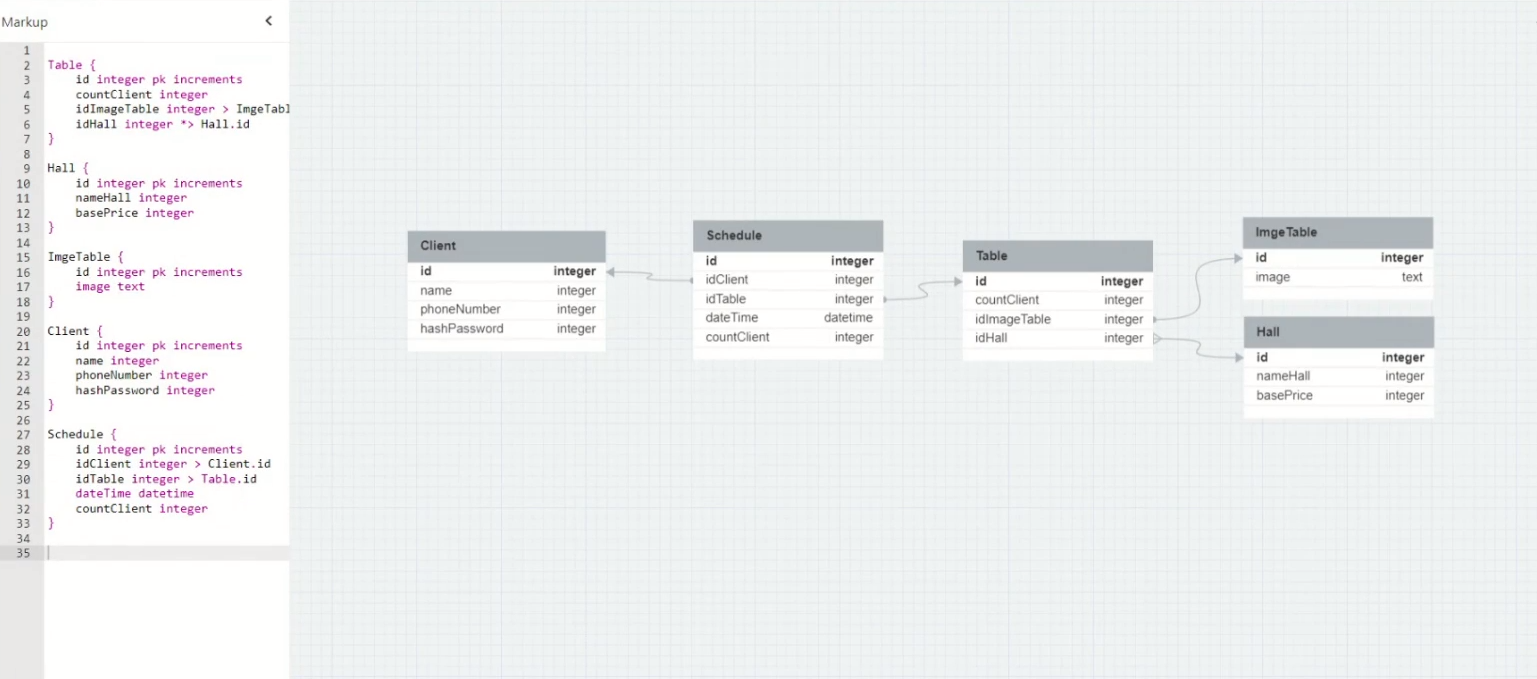 Markup
1
2 Table {
3 id integer pk increments
4 countClient integer
5 idImageTable integer > ImgeTabl
6 idHall integer *> Hall.id
7 }
8
9 Hall {
10 id integer pk increments
11 nameHall integer
12 basePrice integer
13 }
14
15 ImgeTable {
16 id integer pk increments
17 image text
18 }
19
20 Client {
21 id integer pk increments
22 name integer
23 phoneNumber integer
24 hashPassword integer
25 }
26
27 Schedule {
28 id integer pk increments
29 idClient integer > Client.id
30 idTable integer > Table.id
31 dateTime datetime
32 countClient integer
33 }
34
35
Client
id integer
name integer
phoneNumber integer
hashPassword integer
Schedule
id integer
idClient integer
idTable integer
dateTime datetime
countClient integer
Table
id integer
countClient integer
idImageTable integer
idHall integer
ImgeTable
id integer
image text
Hall
id integer
nameHall integer
basePrice integer